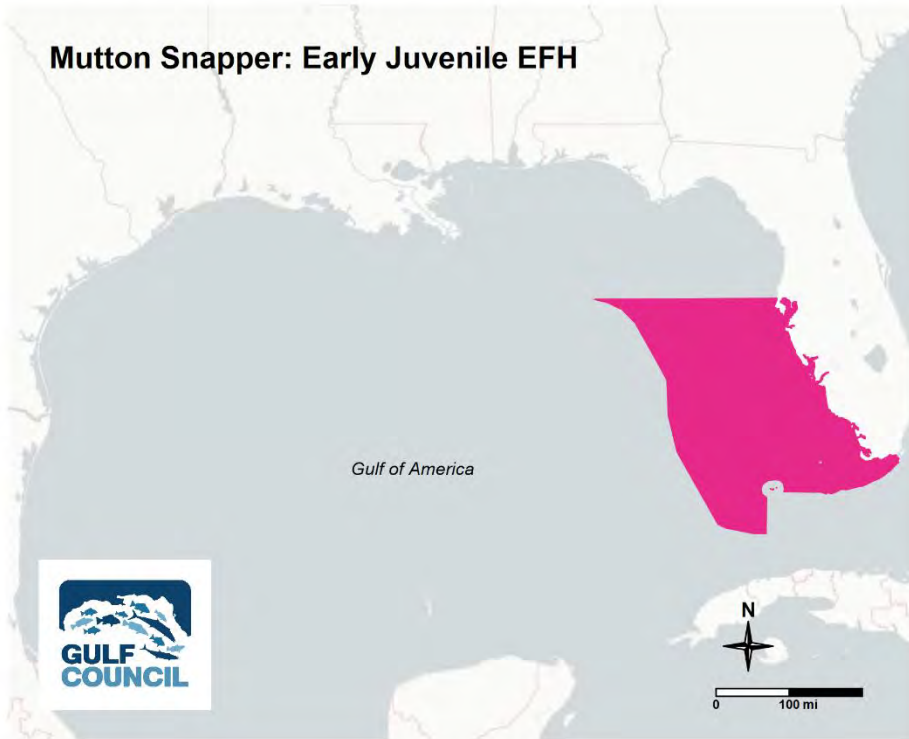 Mutton Snapper: Early Juvenile EFH
Gulf of America
GULF
COUNCIL
N
0 100 mi